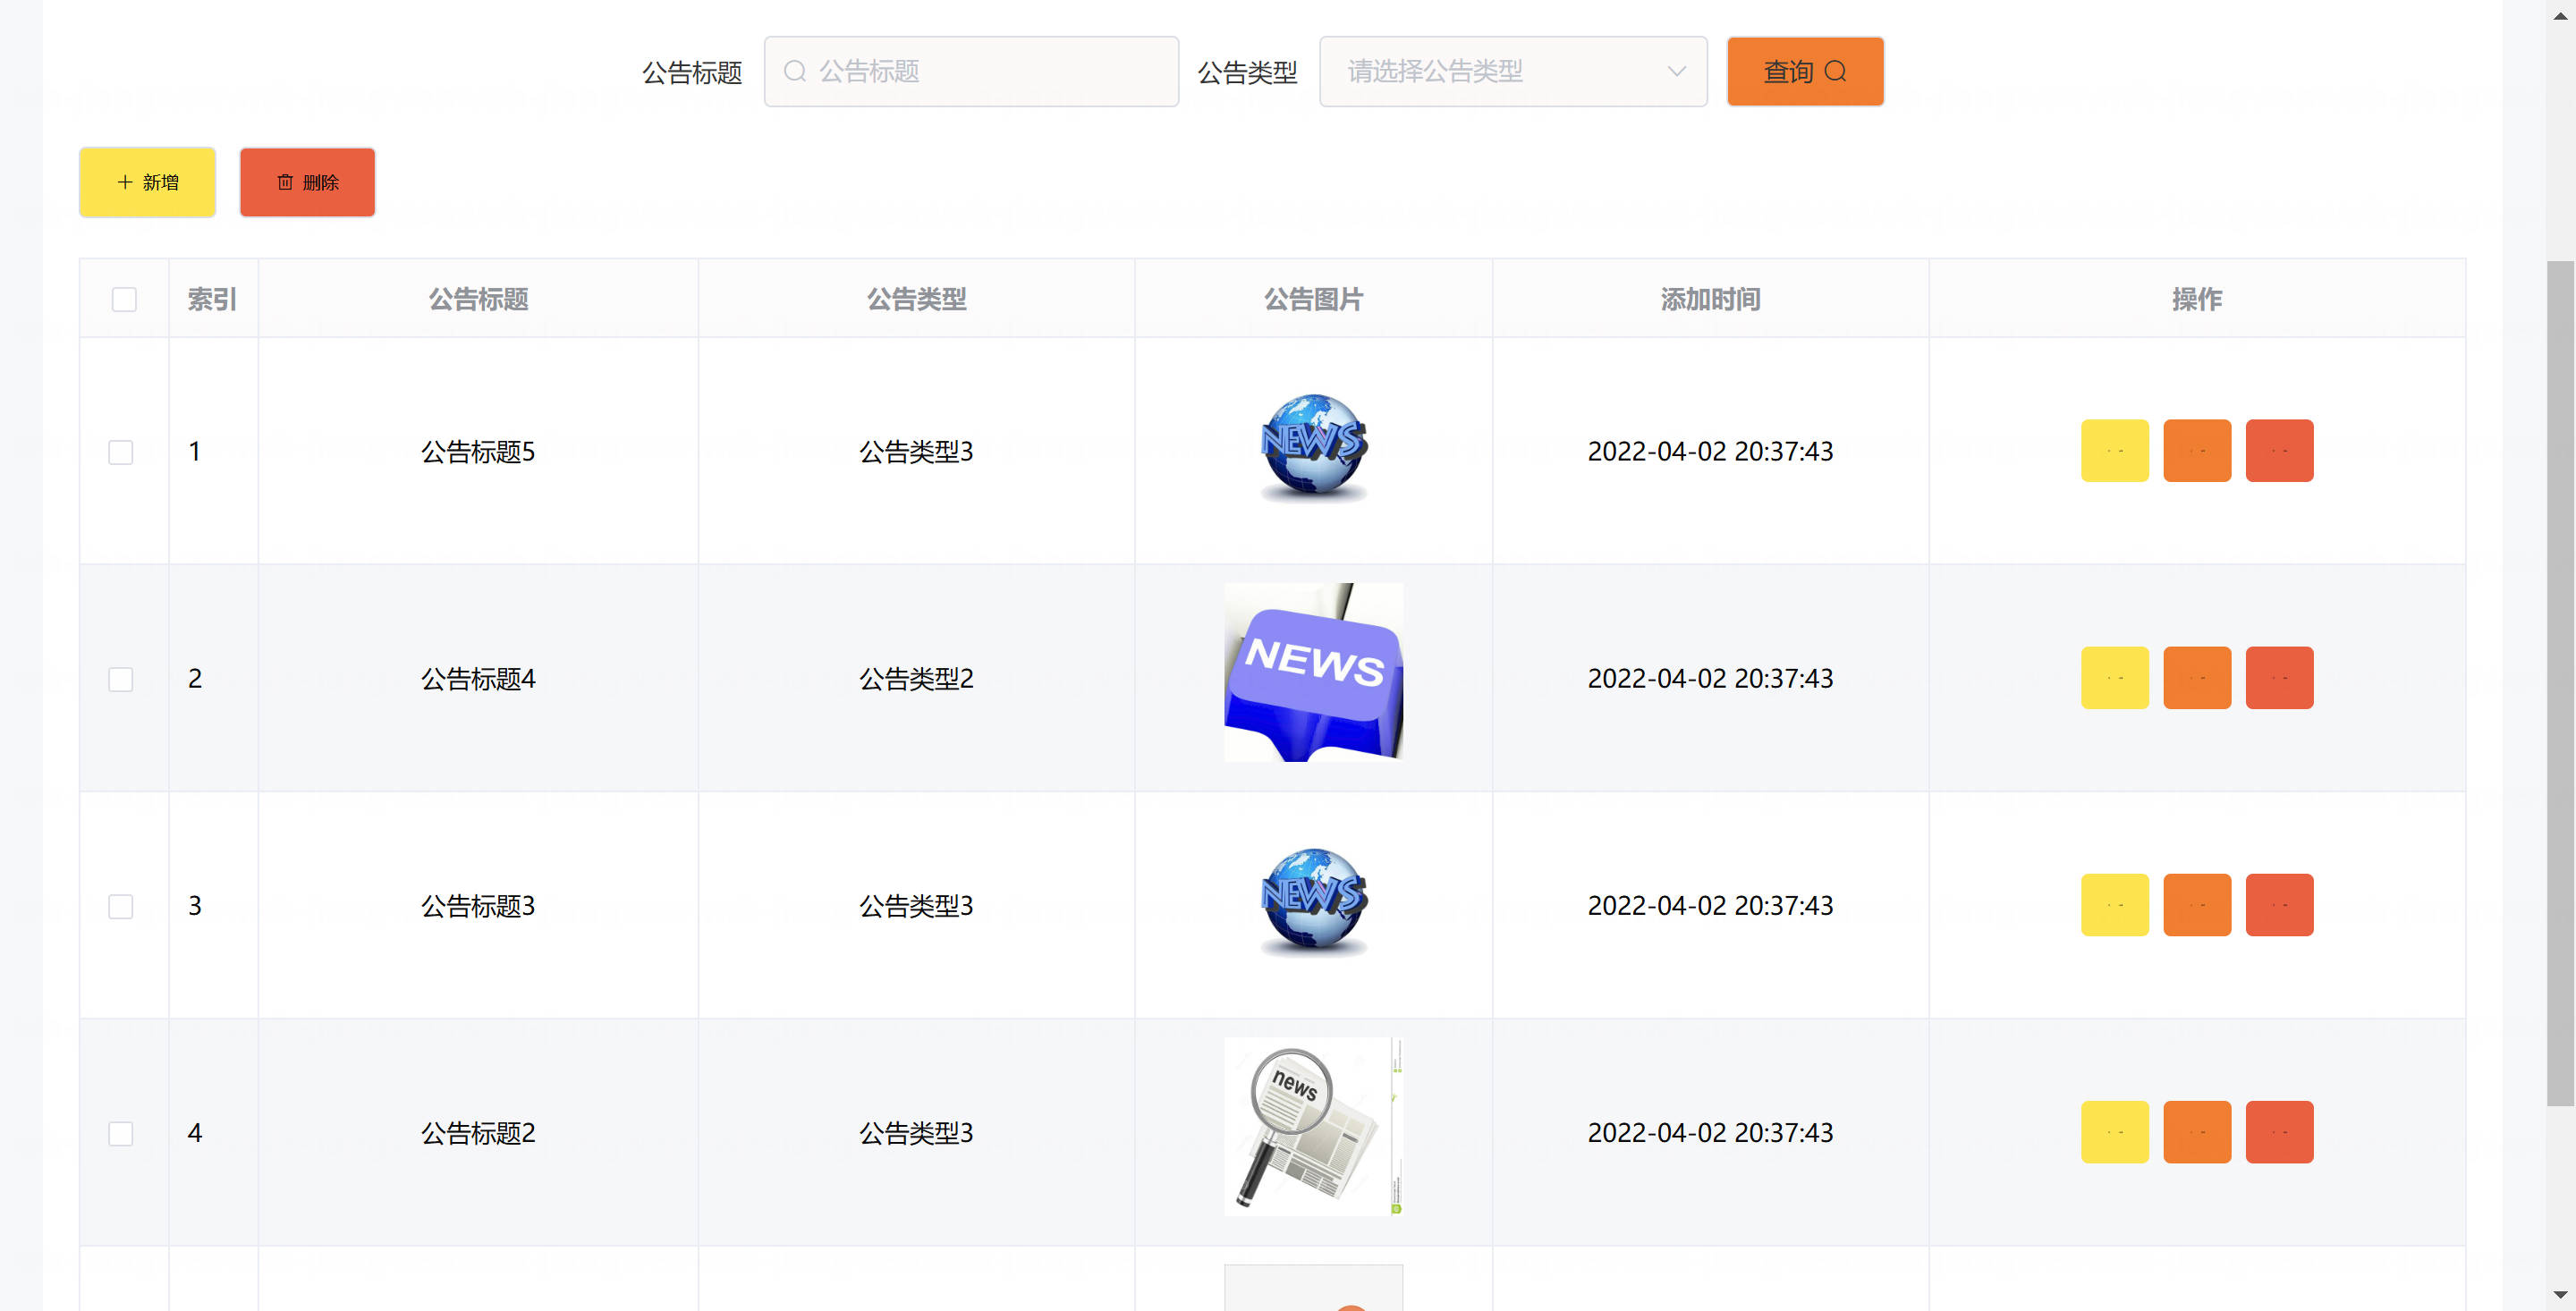 公告标题 公告标题 公告类型 请选择公告类型 查询
新增 删除
索引 公告标题 公告类型 公告图片 添加时间 操作
1 公告标题5 公告类型3 NEWS 2022-04-02 20:37:43
2 公告标题4 公告类型2 NEWS 2022-04-02 20:37:43
3 公告标题3 公告类型3 NEWS 2022-04-02 20:37:43
4 公告标题2 公告类型3 news 2022-04-02 20:37:43